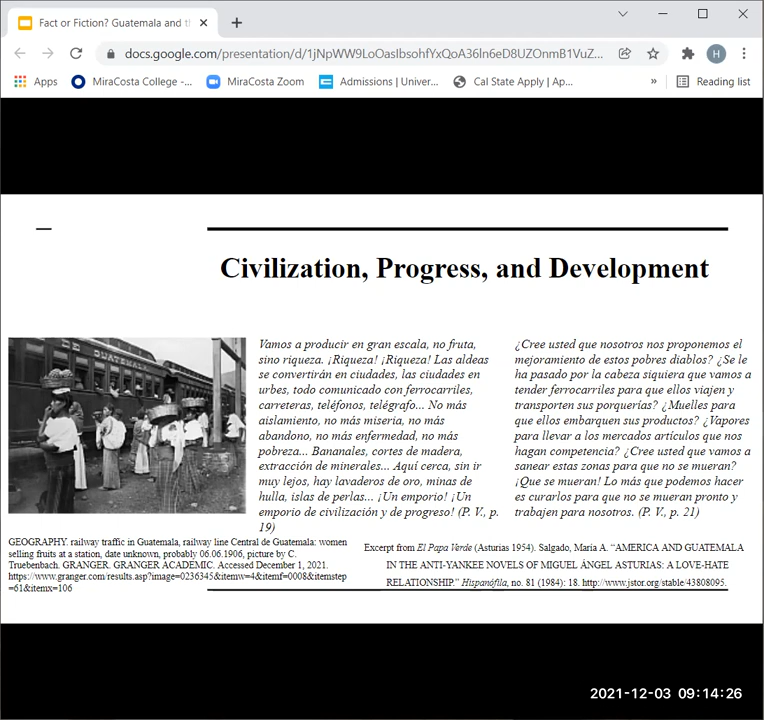 Fact or Fiction? Guatemala and t
docs.google.com/presentation/d/1jNpWW9LoOasIbsohfYxQoA36ln6eD8UZOnmB1VuZ...
H
Apps
MiraCosta College -...
MiraCosta Zoom
Admissions | Univer...
Cal State Apply | Ap...
»
Reading list
Civilization, Progress, and Development
GUATEMALA
Vamos a producir en gran escala, no fruta,
sino riqueza. ¡Riqueza! ¡Riqueza! Las aldeas
se convertirán en ciudades, las ciudades en
urbes, todo comunicado con ferrocarriles,
carreteras, teléfonos, telégrafo... No más
aislamiento, no más miseria, no más
abandono, no más enfermedad, no más
pobreza... Bananales, cortes de madera,
extracción de minerales... Aquí cerca, sin ir
muy lejos, hay lavaderos de oro, minas de
hulla, islas de perlas... ¡Un emporio! ¡Un
emporio de civilización y de progreso! (P. V., p.
19)
¿Cree usted que nosotros nos proponemos el
mejoramiento de estos pobres diablos? ¿Se le
ha pasado por la cabeza siquiera que vamos a
tender ferrocarriles para que ellos viajen y
transporten sus porquerías? ¿Muelles para
que ellos embarquen sus productos? ¿Vapores
para llevar a los mercados artículos que nos
hagan competencia? ¿Cree usted que vamos a
sanear estas zonas para que no se mueran?
¡Que se mueran! Lo más que podemos hacer
es curarlos para que no se mueran pronto y
trabajen para nosotros. (P. V., p. 21)
GEOGRAPHY. railway traffic in Guatemala, railway line Central de Guatemala: women
selling fruits at a station, date unknown, probably 06.06.1906, picture by C.
Truebenbach. GRANGER. GRANGER ACADEMIC. Accessed December 1, 2021.
https://www.granger.com/results.asp?image=0236345&itemw=4&itemf=0008&itemstep
=61&itemx=106
Excerpt from El Papa Verde (Asturias 1954). Salgado, Maria A. “AMERICA AND GUATEMALA
IN THE ANTI-YANKEE NOVELS OF MIGUEL ÁNGEL ASTURIAS: A LOVE-HATE
RELATIONSHIP.” Hispanófila, no. 81 (1984): 18. http://www.jstor.org/stable/43808095.
2021-12-03 09:14:26